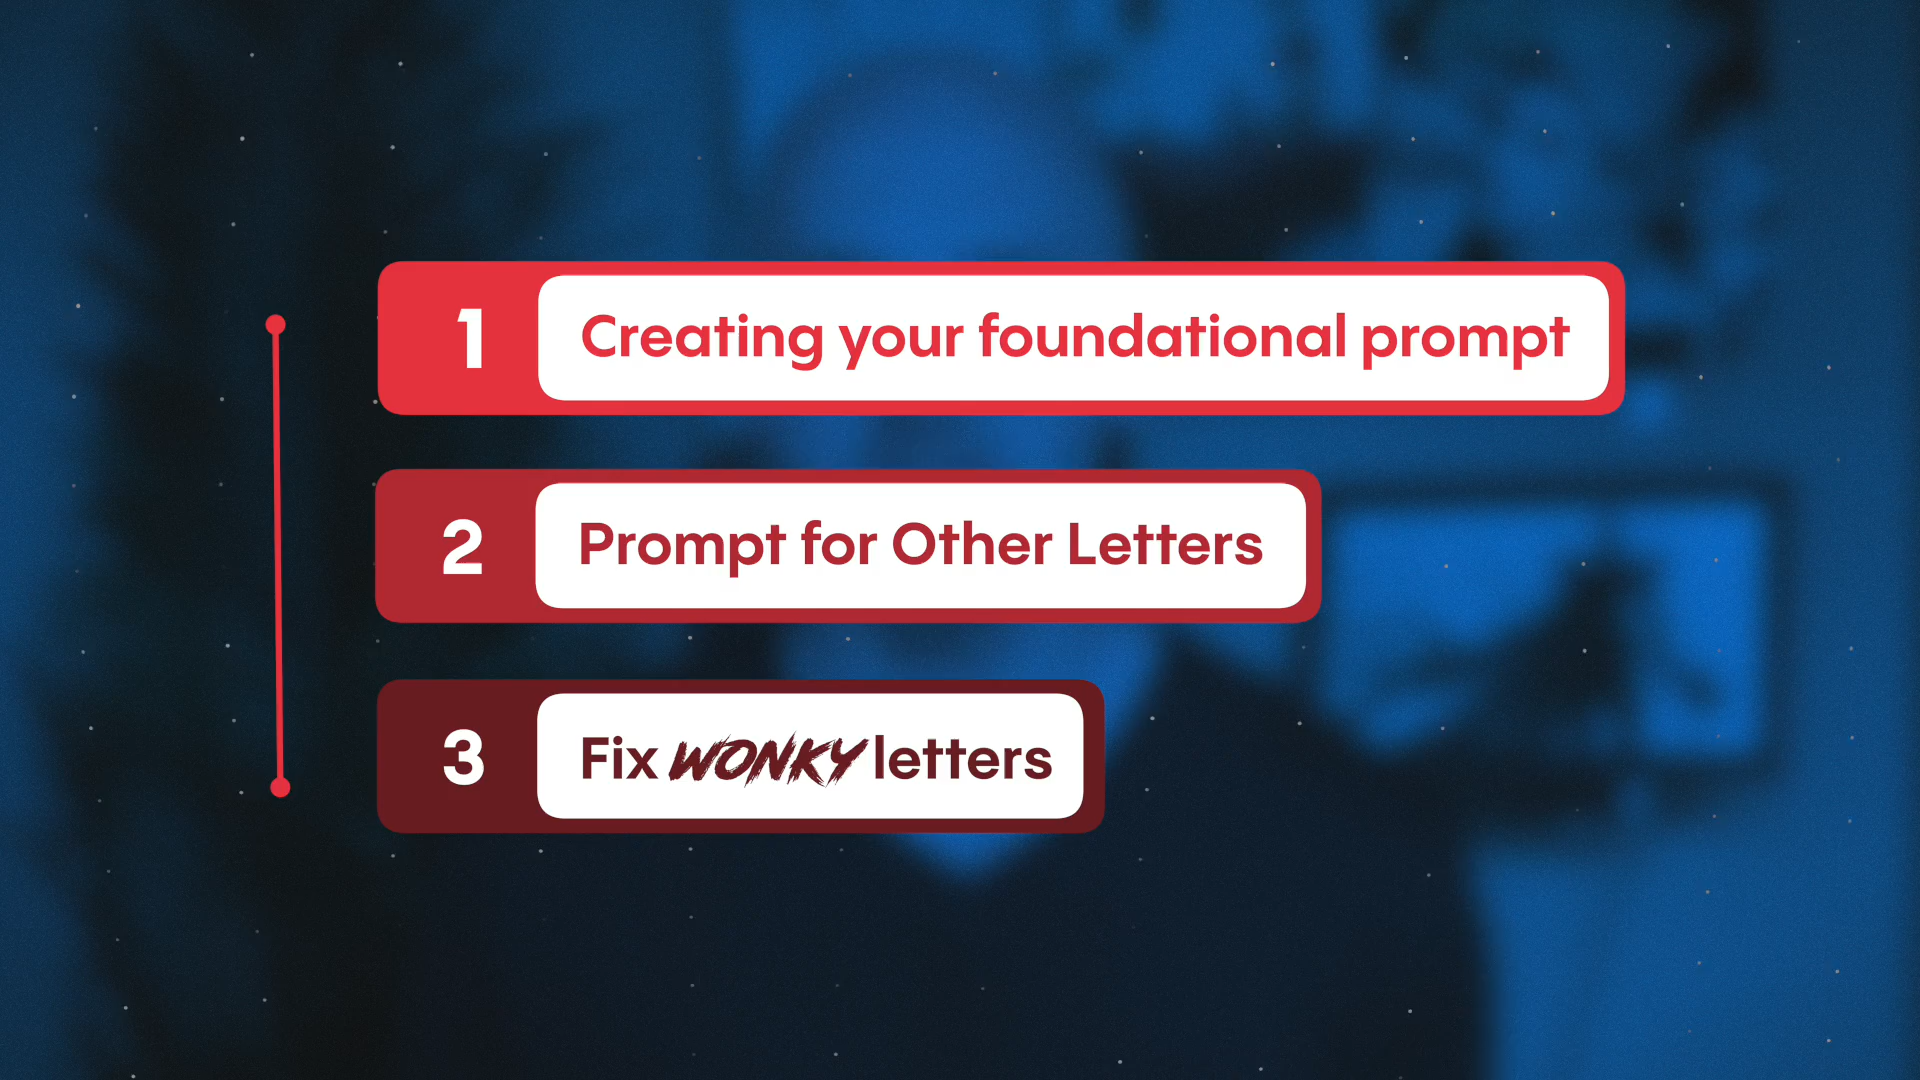 1 Creating your foundational prompt
2 Prompt for Other Letters
3 Fix WONKY letters